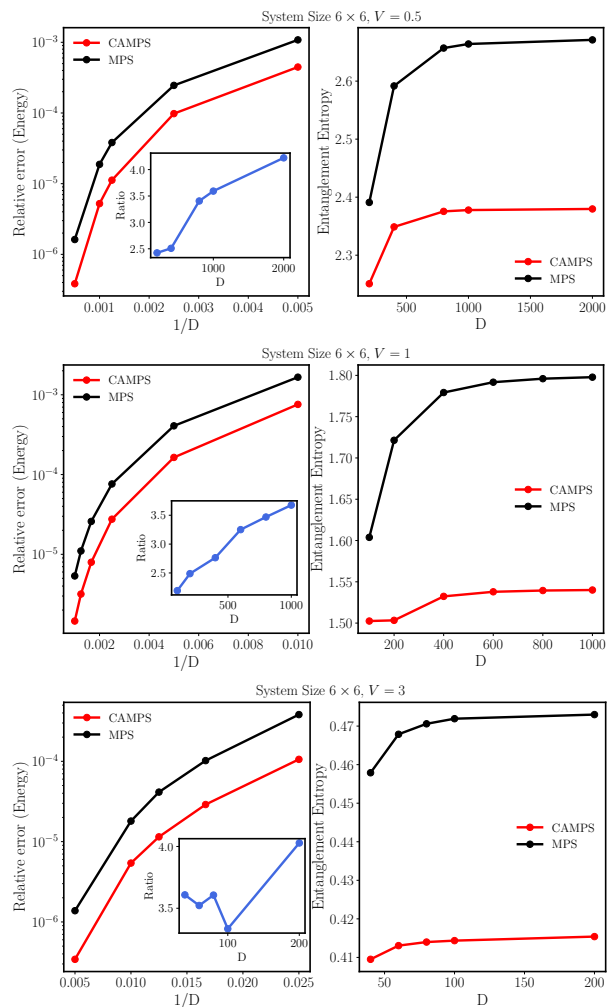 System Size 6 × 6, V = 0.5
CAMPS
MPS
Relative error (Energy)
10⁻³
10⁻⁴
10⁻⁵
10⁻⁶
Ratio
4.0
3.5
3.0
2.5
1000 2000
D
0.001 0.002 0.003 0.004 0.005
1/D
Entanglement Entropy
2.6
2.5
2.4
2.3
CAMPS
MPS
500 1000 1500 2000
D
System Size 6 × 6, V = 1
CAMPS
MPS
Relative error (Energy)
10⁻³
10⁻⁴
10⁻⁵
Ratio
3.5
3.0
2.5
500 1000
D
0.002 0.004 0.006 0.008 0.010
1/D
Entanglement Entropy
1.80
1.75
1.70
1.65
1.60
1.55
1.50
CAMPS
MPS
200 400 600 800 1000
D
System Size 6 × 6, V = 3
CAMPS
MPS
Relative error (Energy)
10⁻⁴
10⁻⁵
10⁻⁶
Ratio
4.0
3.5
100 200
D
0.005 0.010 0.015 0.020 0.025
1/D
Entanglement Entropy
0.47
0.46
0.45
0.44
0.43
0.42
0.41
CAMPS
MPS
50 100 150 200
D